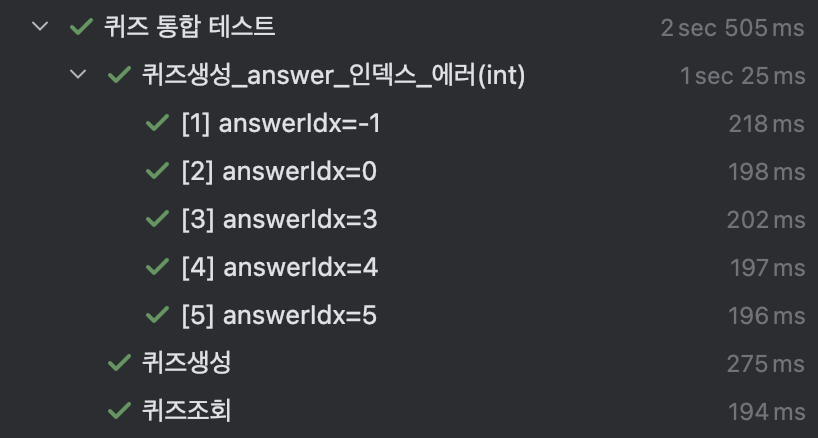 퀴즈 통합 테스트 2 sec 505 ms
퀴즈생성_answer_인덱스_에러(int) 1 sec 25 ms
[1] answerIdx=-1 218 ms
[2] answerIdx=0 198 ms
[3] answerIdx=3 202 ms
[4] answerIdx=4 197 ms
[5] answerIdx=5 196 ms
퀴즈생성 275 ms
퀴즈조회 194 ms